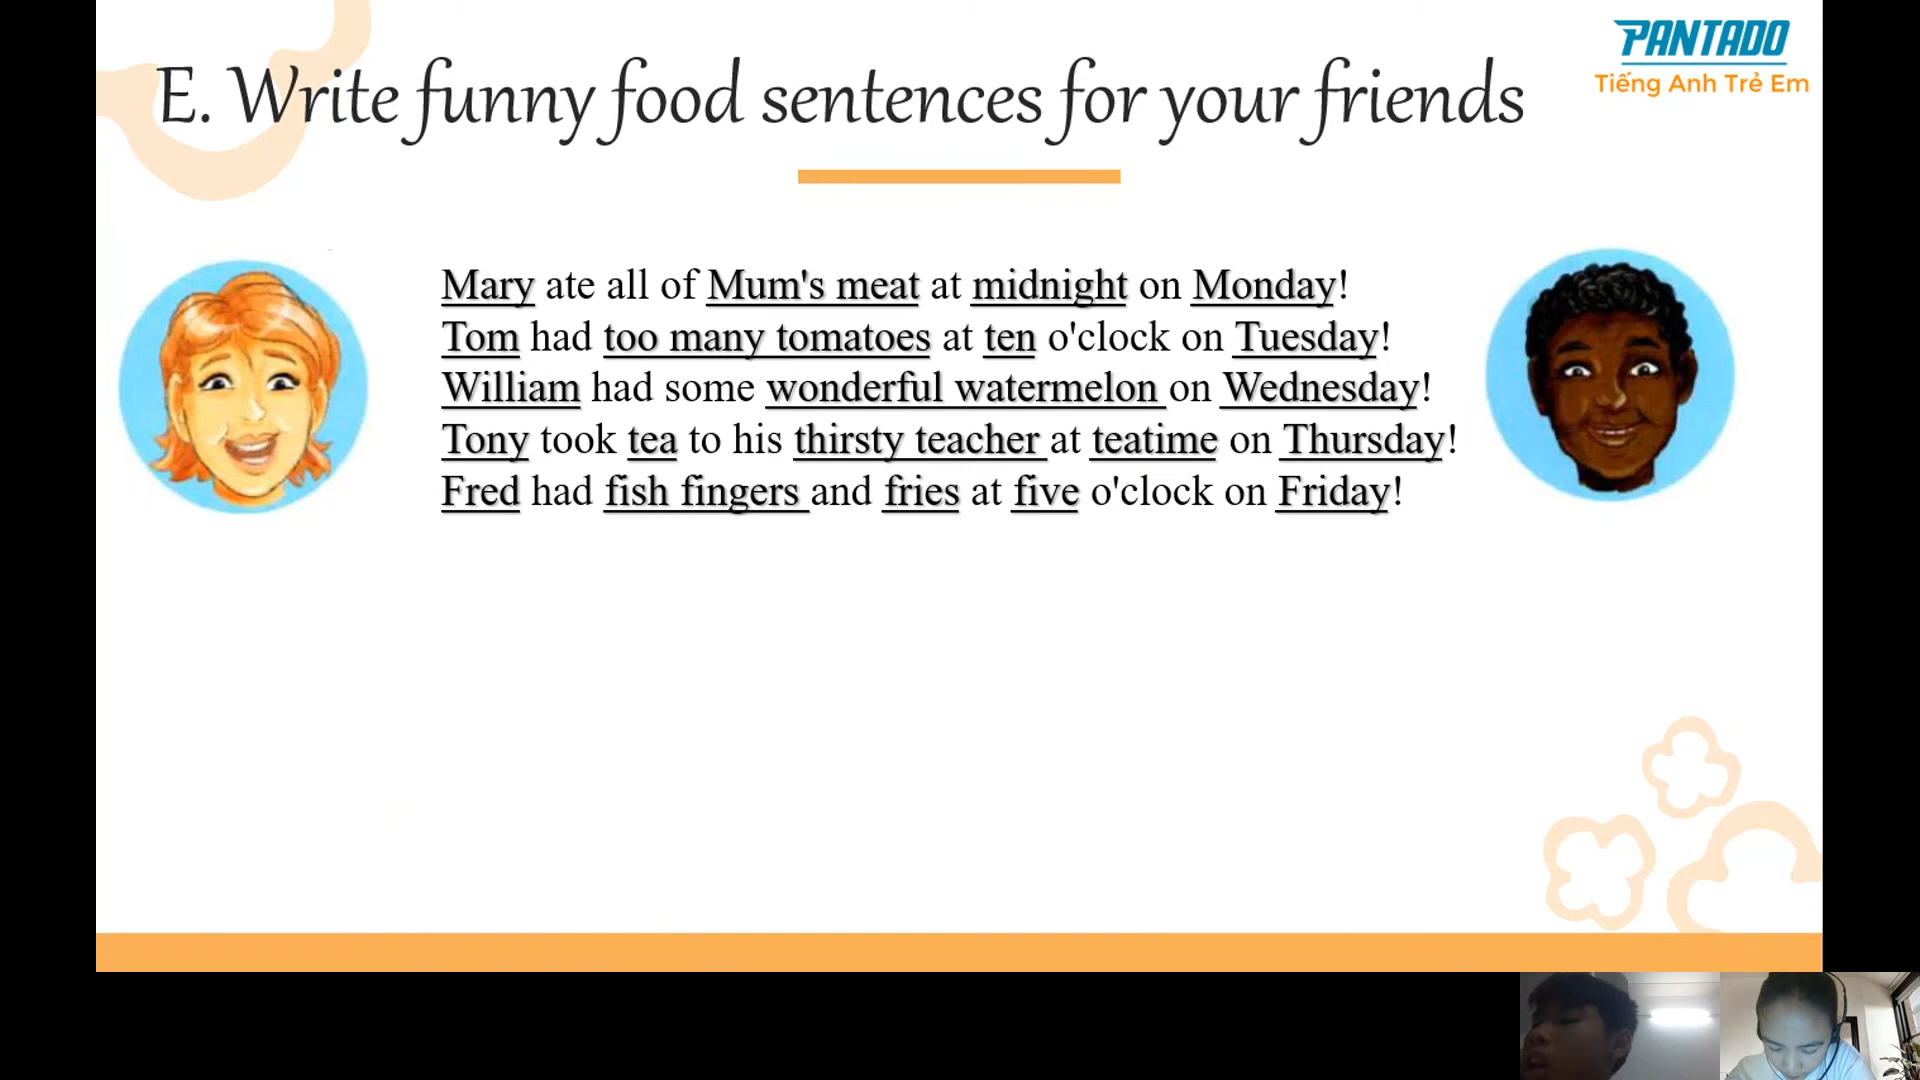 PANTADO
Tiếng Anh Trẻ Em
E. Write funny food sentences for your friends
Mary ate all of Mum's meat at midnight on Monday!
Tom had too many tomatoes at ten o'clock on Tuesday!
William had some wonderful watermelon on Wednesday!
Tony took tea to his thirsty teacher at teatime on Thursday!
Fred had fish fingers and fries at five o'clock on Friday!